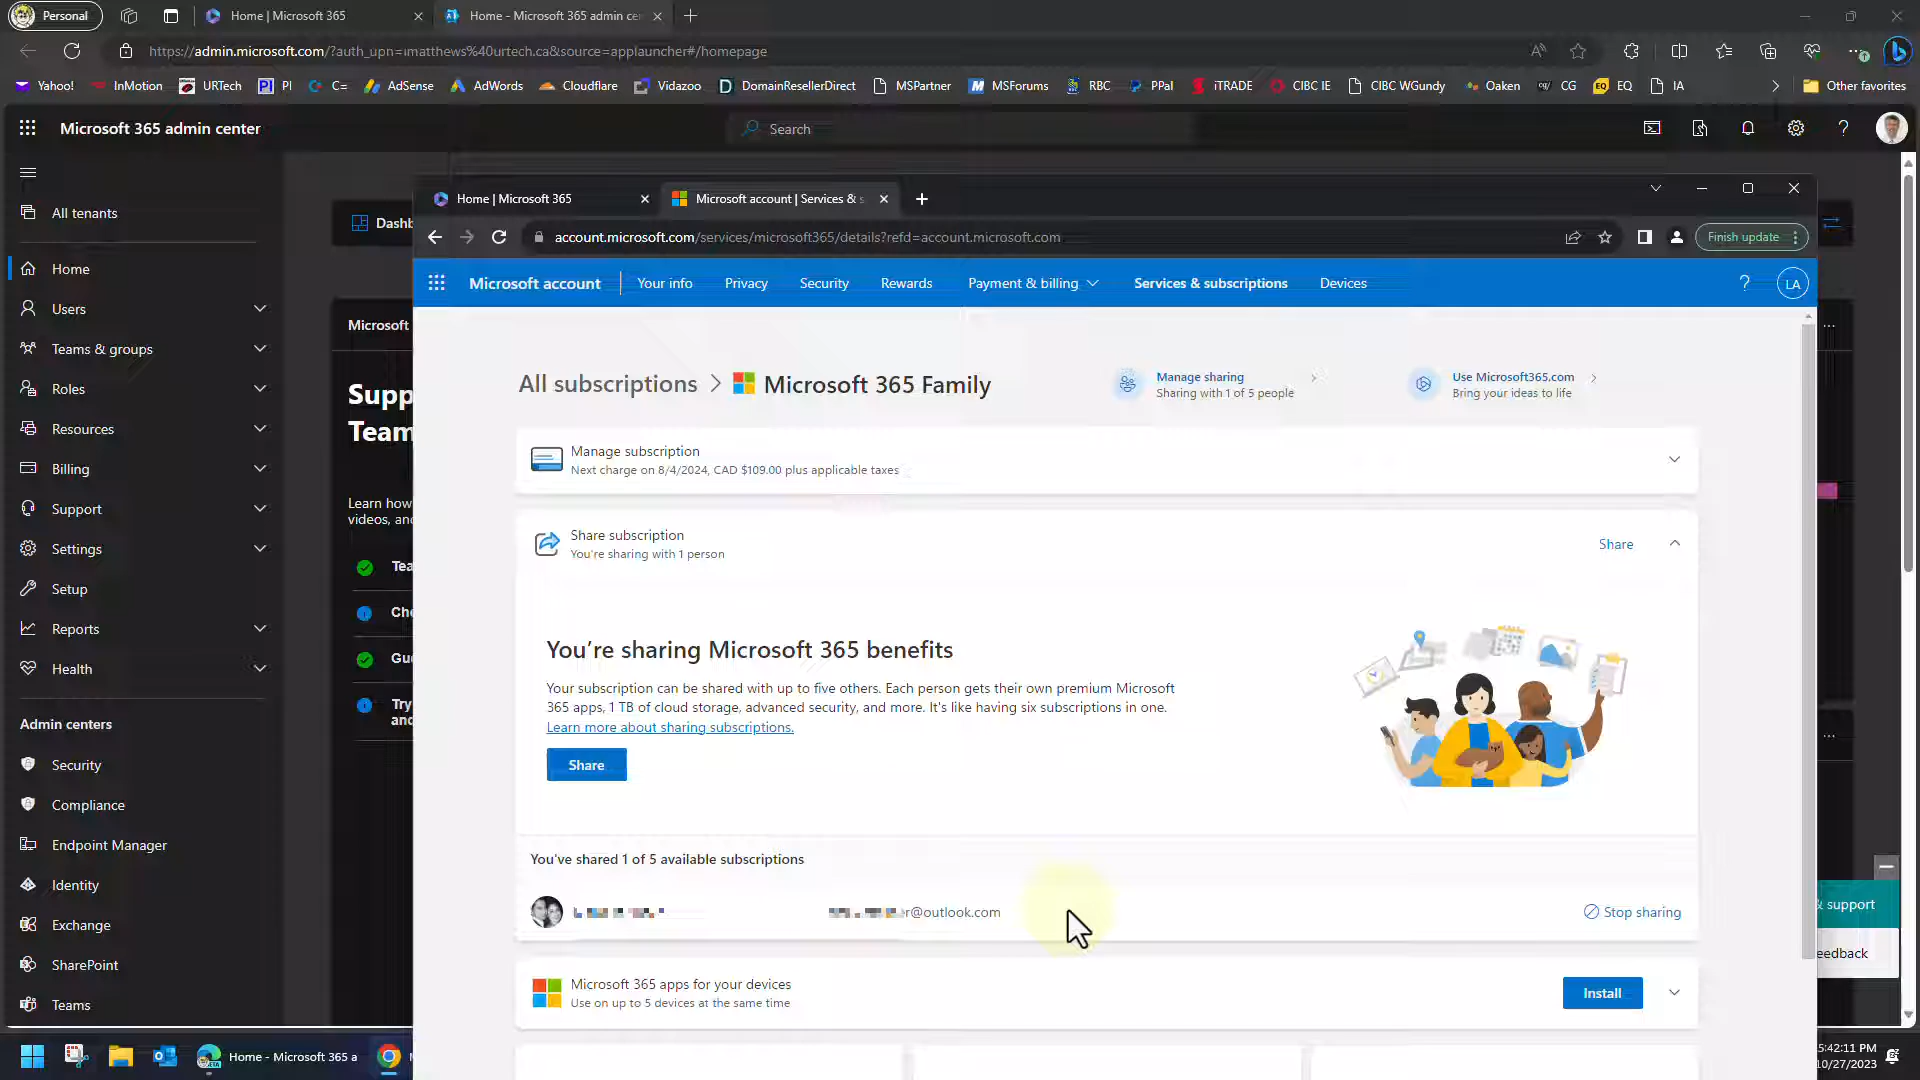 Personal
Home | Microsoft 365
Home - Microsoft 365 admin cen
https://admin.microsoft.com/?auth_upn=imatthews%40urtech.ca&source=applauncher#/homepage
Yahoo!
InMotion
URTech
PI
C=
AdSense
AdWords
Cloudflare
Vidazoo
DomainResellerDirect
MSPartner
MSForums
RBC
PPal
iTRADE
CIBC IE
CIBC WGundy
Oaken
CG
EQ
IA
Other favorites
Microsoft 365 admin center
Search
All tenants
Home
Users
Teams & groups
Roles
Resources
Billing
Support
Settings
Setup
Reports
Health
Admin centers
Security
Compliance
Endpoint Manager
Identity
Exchange
SharePoint
Teams
Dashb
Microsoft
Supp
Team
Learn how
videos, and
Tea
Che
Gui
Try
and
Home | Microsoft 365
Microsoft account | Services & s
account.microsoft.com/services/microsoft365/details?refd=account.microsoft.com
Finish update
Microsoft account
Your info
Privacy
Security
Rewards
Payment & billing
Services & subscriptions
Devices
?
LA
All subscriptions > Microsoft 365 Family
Manage sharing
Sharing with 1 of 5 people
Use Microsoft365.com
Bring your ideas to life
Manage subscription
Next charge on 8/4/2024, CAD $109.00 plus applicable taxes
Share subscription
You're sharing with 1 person
Share
You're sharing Microsoft 365 benefits
Your subscription can be shared with up to five others. Each person gets their own premium Microsoft
365 apps, 1 TB of cloud storage, advanced security, and more. It's like having six subscriptions in one.
Learn more about sharing subscriptions.
Share
You've shared 1 of 5 available subscriptions
r@outlook.com
Stop sharing
Microsoft 365 apps for your devices
Use on up to 5 devices at the same time
Install
& support
eedback
Home - Microsoft 365 a
5:42:11 PM
10/27/2023